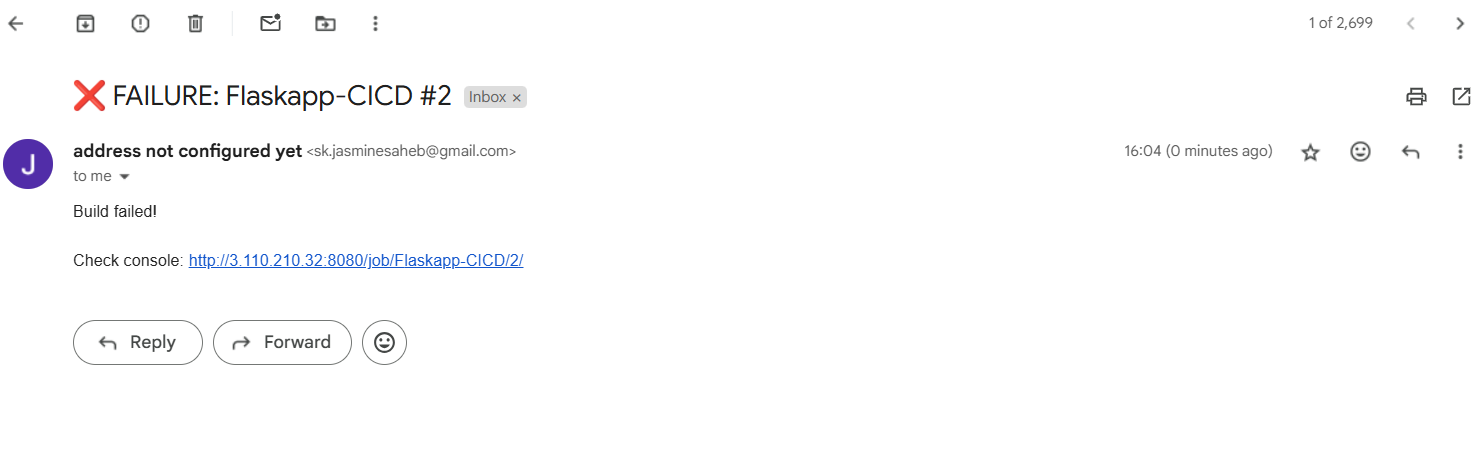 1 of 2,699
❌ FAILURE: Flaskapp-CICD #2 Inbox ×
J
address not configured yet <sk.jasminesaheb@gmail.com> 16:04 (0 minutes ago)
to me
Build failed!
Check console: http://3.110.210.32:8080/job/Flaskapp-CICD/2/
Reply Forward